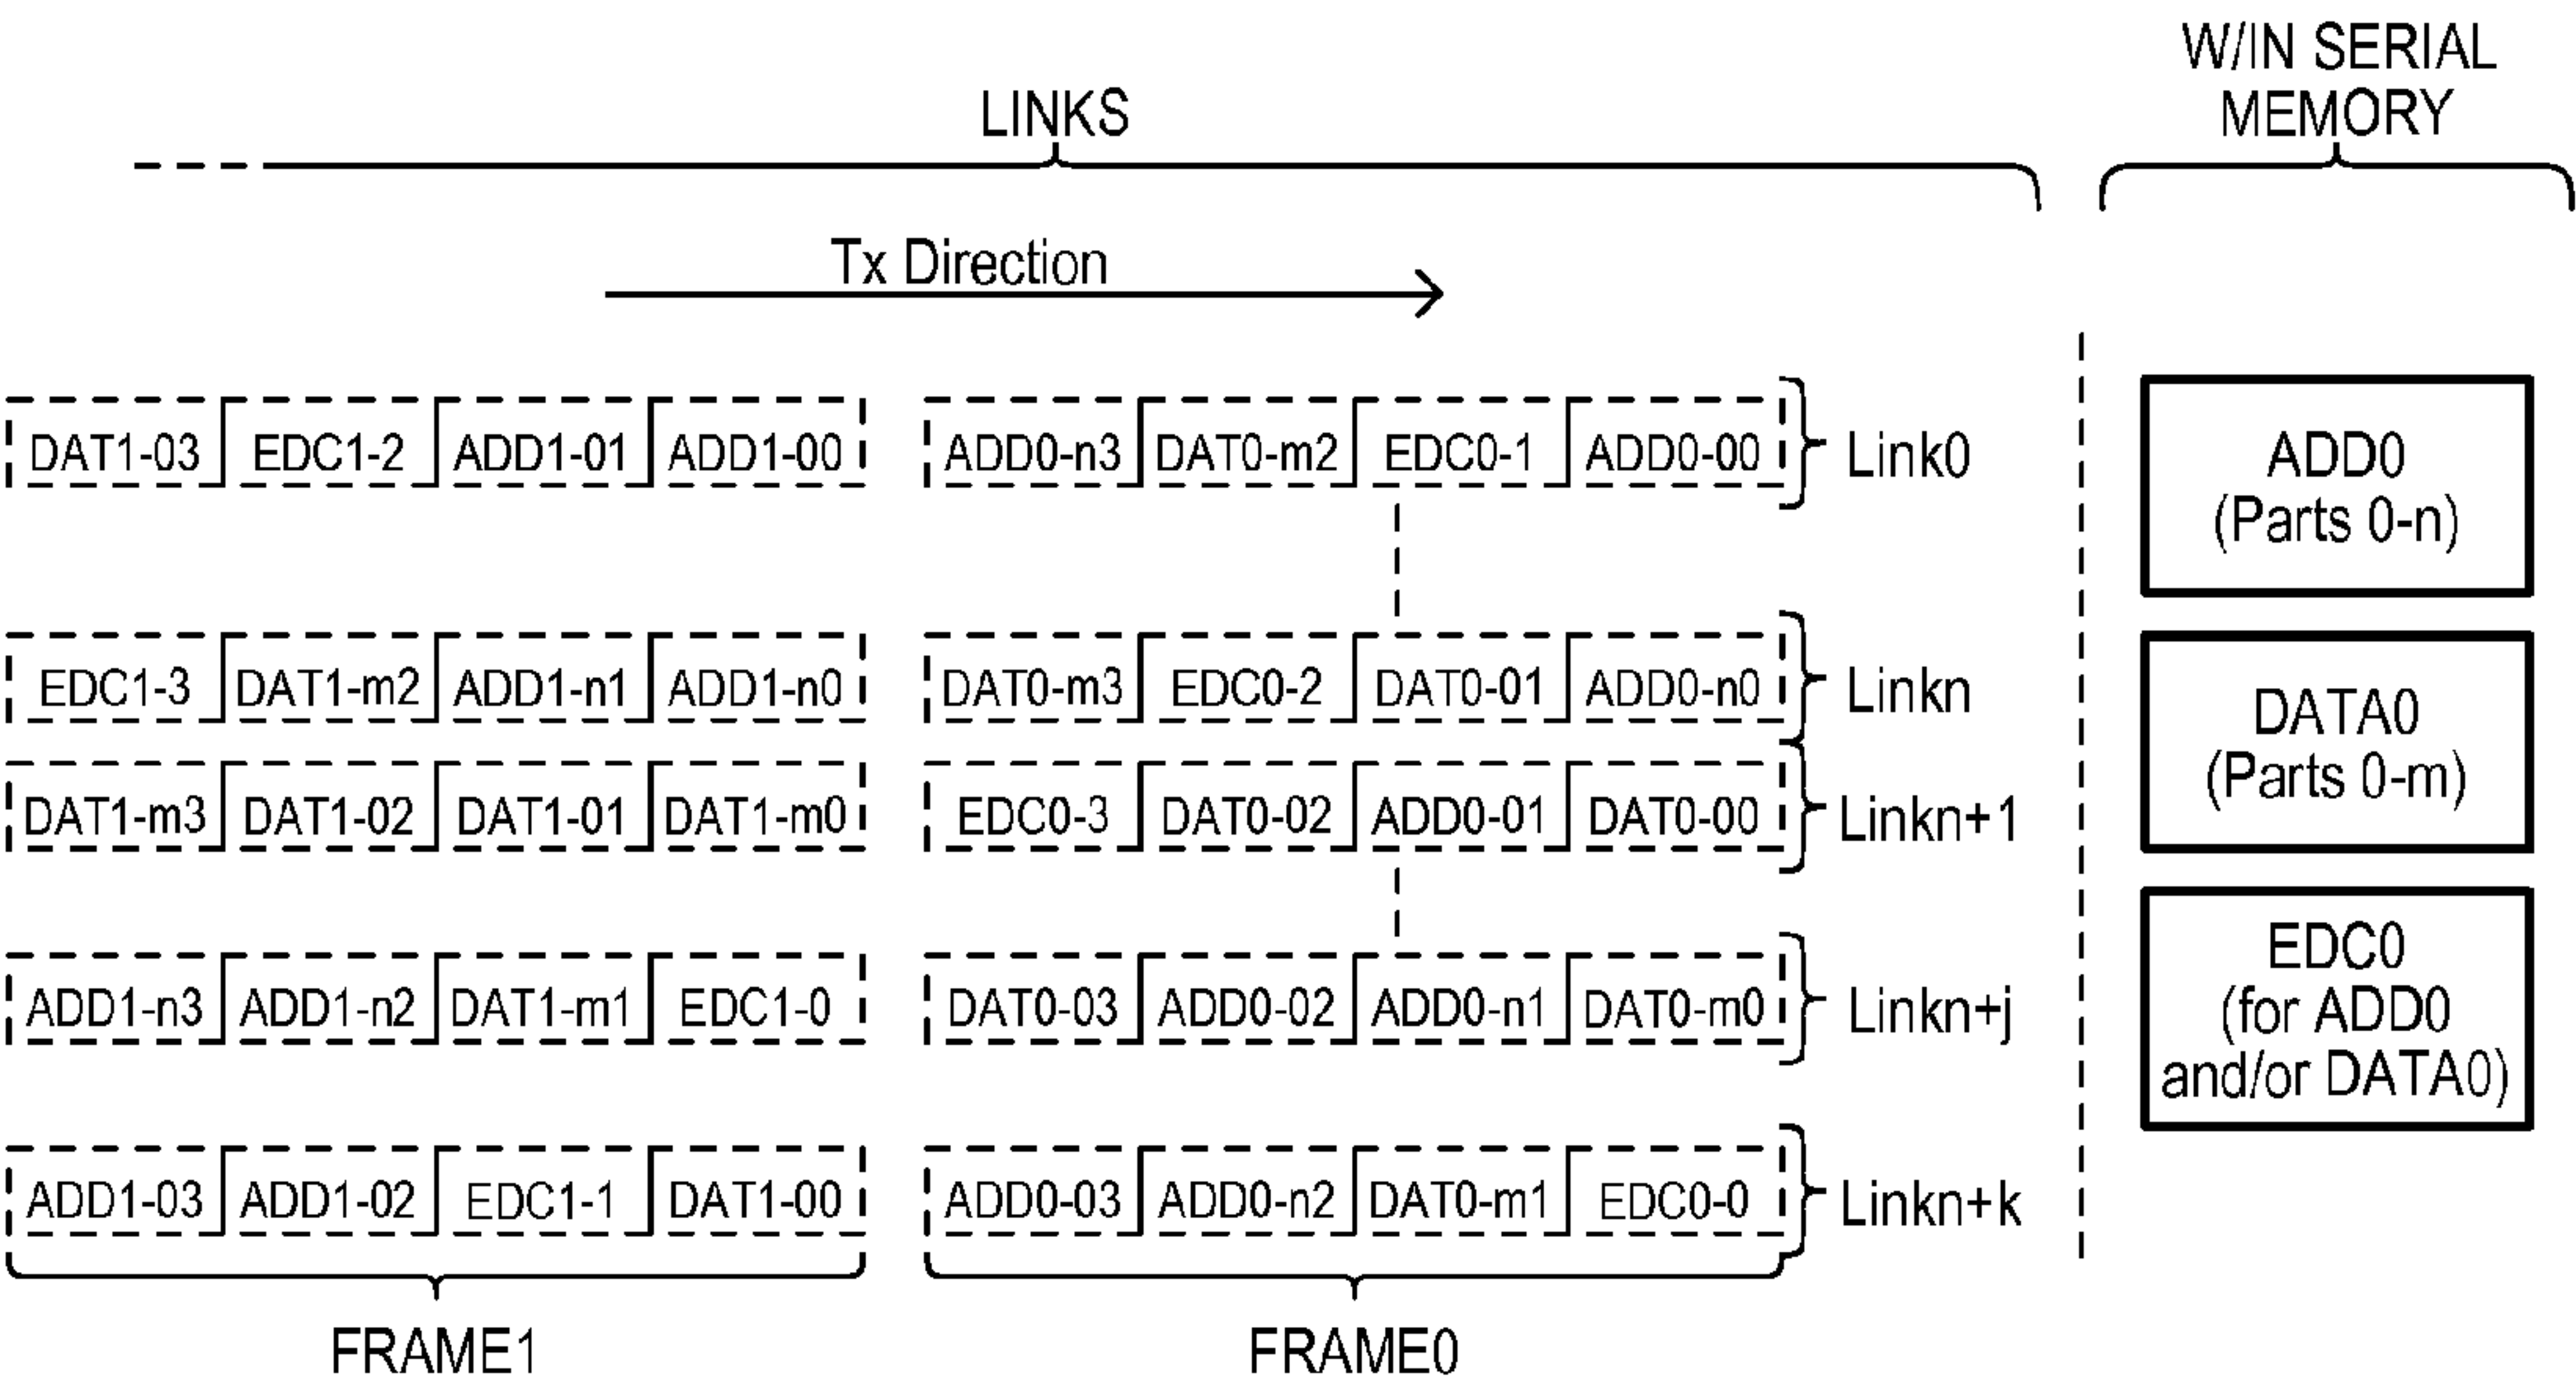 LINKS
W/IN SERIAL
MEMORY
Tx Direction
DAT1-03 EDC1-2 ADD1-01 ADD1-00 ADD0-n3 DAT0-m2 EDC0-1 ADD0-00 Link0
EDC1-3 DAT1-m2 ADD1-n1 ADD1-n0 DAT0-m3 EDC0-2 DAT0-01 ADD0-n0 Linkn
DAT1-m3 DAT1-02 DAT1-01 DAT1-m0 EDC0-3 DAT0-02 ADD0-01 DAT0-00 Linkn+1
ADD1-n3 ADD1-n2 DAT1-m1 EDC1-0 DAT0-03 ADD0-02 ADD0-n1 DAT0-m0 Linkn+j
ADD1-03 ADD1-02 EDC1-1 DAT1-00 ADD0-03 ADD0-n2 DAT0-m1 EDC0-0 Linkn+k
FRAME1
FRAME0
ADD0
(Parts 0-n)
DATA0
(Parts 0-m)
EDC0
(for ADD0
and/or DATA0)